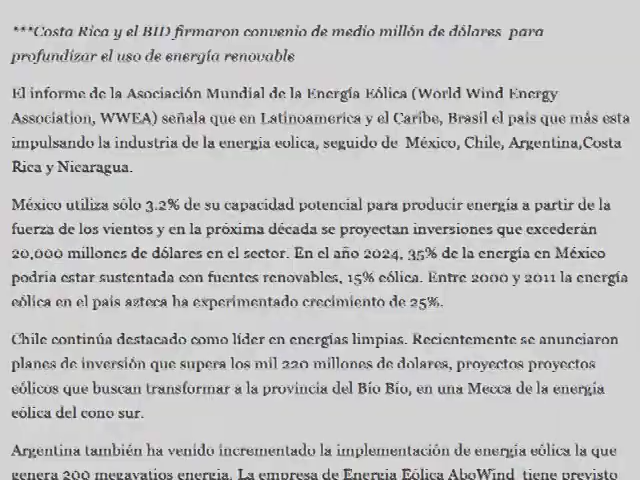 ***Costa Rica y el BID firmaron convenio de medio millón de dólares para
profundizar el uso de energía renovable
El informe de la Asociación Mundial de la Energía Eólica (World Wind Energy
Association, WWEA) señala que en Latinoamerica y el Caribe, Brasil el país que más esta
impulsando la industria de la energía eolica, seguido de México, Chile, Argentina,Costa
Rica y Nicaragua.
México utiliza sólo 3.2% de su capacidad potencial para producir energía a partir de la
fuerza de los vientos y en la próxima década se proyectan inversiones que excederán
20,000 millones de dólares en el sector. En el año 2024, 35% de la energía en México
podría estar sustentada con fuentes renovables, 15% eólica. Entre 2000 y 2011 la energía
eólica en el país azteca ha experimentado crecimiento de 25%.
Chile continúa destacado como líder en energías limpias. Recientemente se anunciaron
planes de inversión que supera los mil 220 millones de dolares, proyectos proyectos
eólicos que buscan transformar a la provincia del Bío Bío, en una Mecca de la energía
eólica del cono sur.
Argentina también ha venido incrementado la implementación de energía eólica la que
genera 200 megavatios energia. La empresa de Energía Eólica AboWind tiene previsto